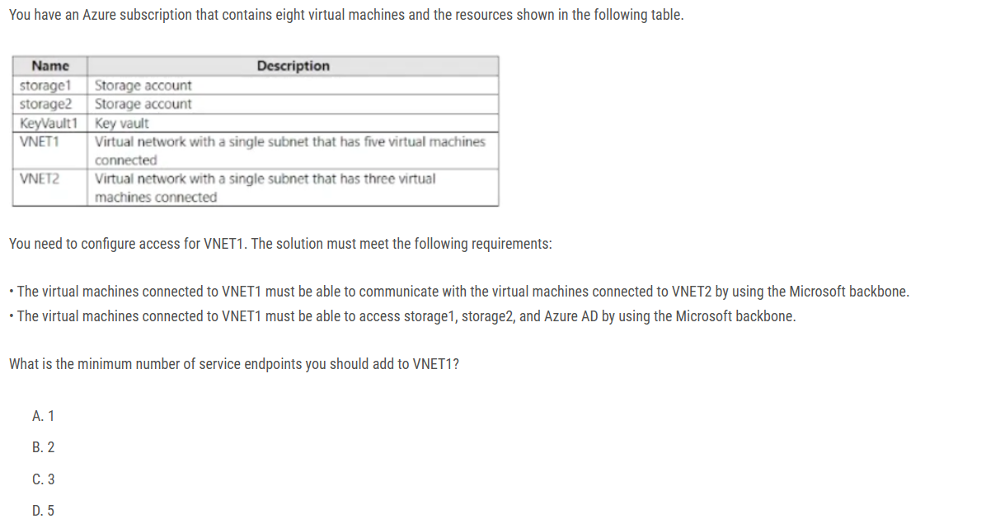 You have an Azure subscription that contains eight virtual machines and the resources shown in the following table.
Name Description
storage1 Storage account
storage2 Storage account
KeyVault1 Key vault
VNET1 Virtual network with a single subnet that has five virtual machines
connected
VNET2 Virtual network with a single subnet that has three virtual
machines connected
You need to configure access for VNET1. The solution must meet the following requirements:
• The virtual machines connected to VNET1 must be able to communicate with the virtual machines connected to VNET2 by using the Microsoft backbone.
• The virtual machines connected to VNET1 must be able to access storage1, storage2, and Azure AD by using the Microsoft backbone.
What is the minimum number of service endpoints you should add to VNET1?
A. 1
B. 2
C. 3
D. 5